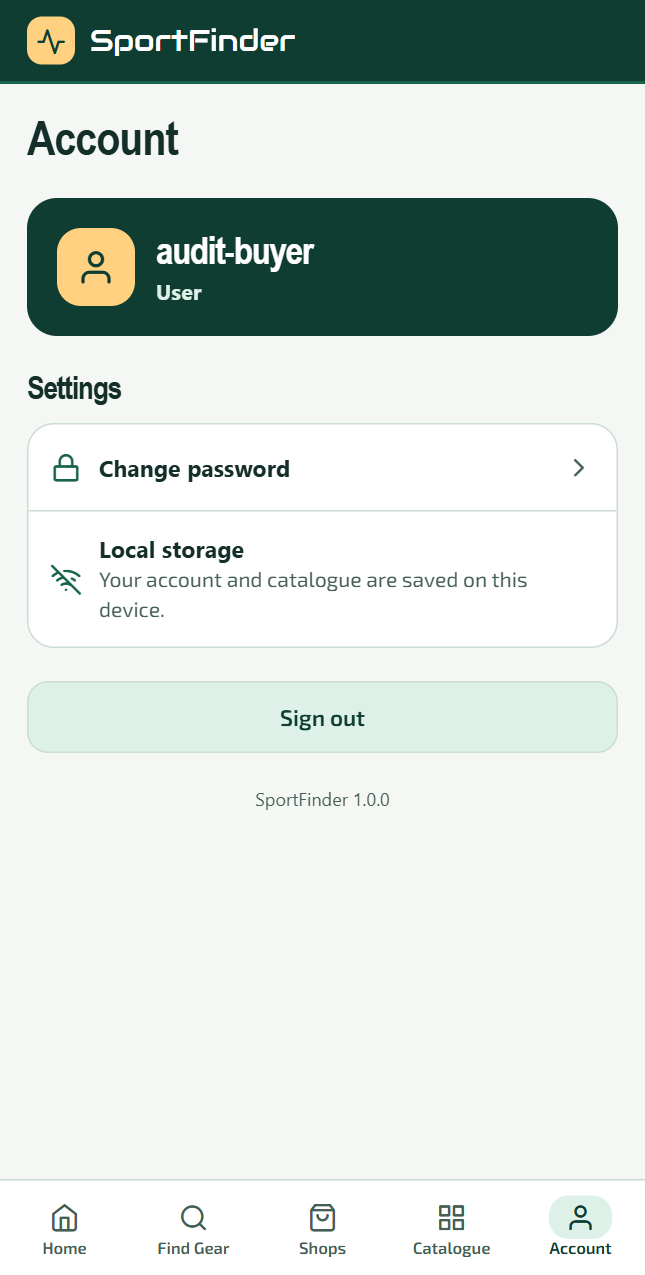 SportFinder
Account
audit-buyer
User
Settings
Change password
Local storage
Your account and catalogue are saved on this
device.
Sign out
SportFinder 1.0.0
Home
Find Gear
Shops
Catalogue
Account